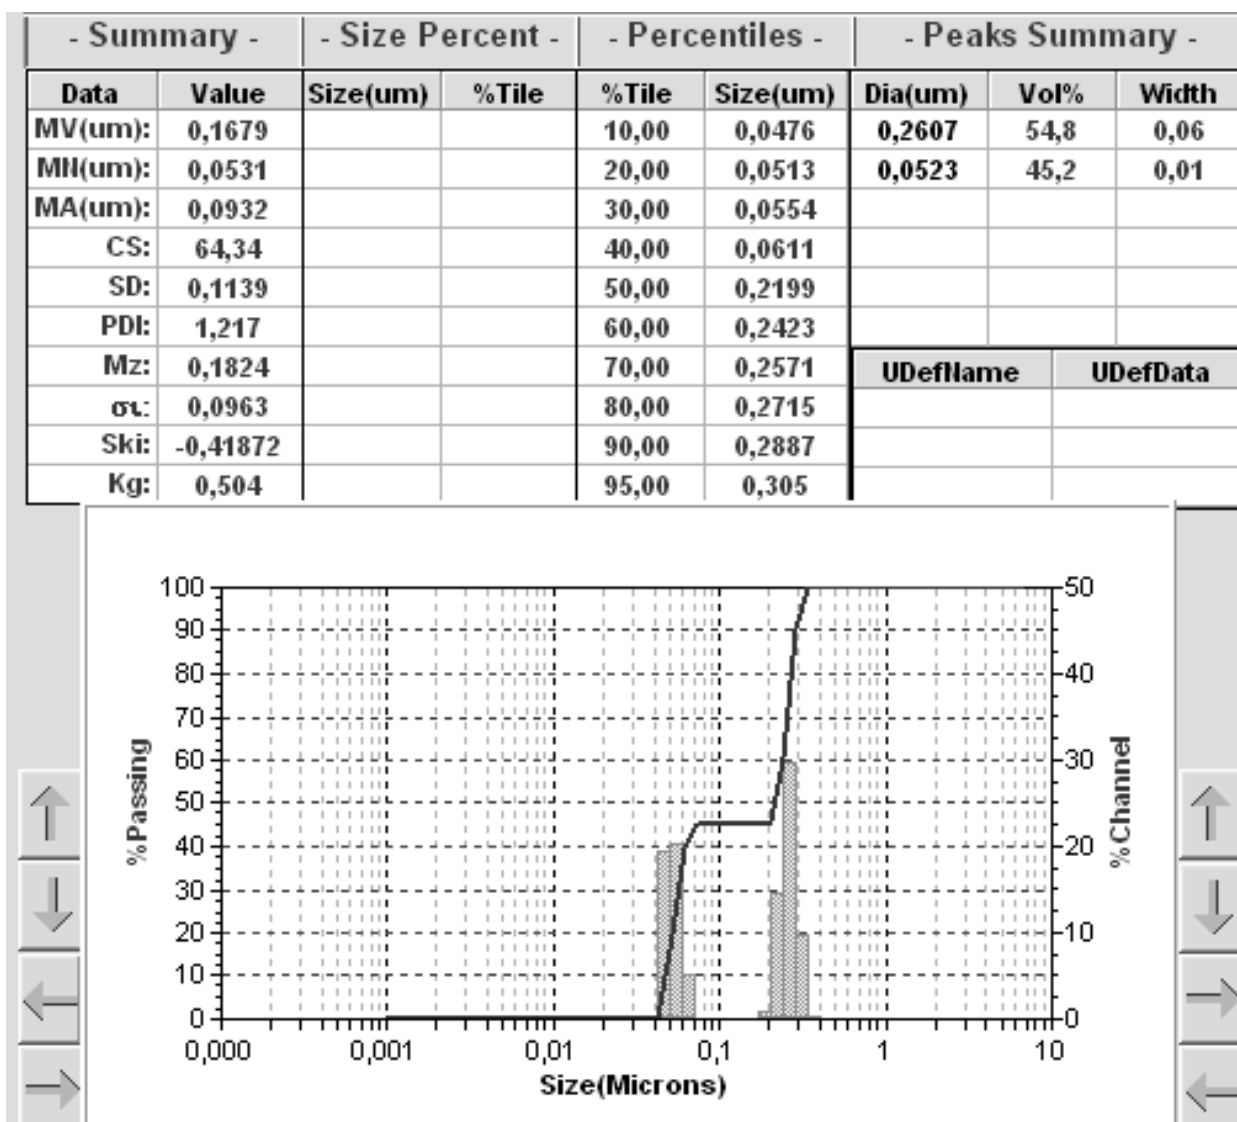 - Summary - - Size Percent - - Percentiles - - Peaks Summary -
Data Value Size(um) %Tile %Tile Size(um) Dia(um) Vol% Width
MV(um): 0,1679 10,00 0,0476 0,2607 54,8 0,06
MN(um): 0,0531 20,00 0,0513 0,0523 45,2 0,01
MA(um): 0,0932 30,00 0,0554
CS: 64,34 40,00 0,0611
SD: 0,1139 50,00 0,2199
PDI: 1,217 60,00 0,2423
Mz: 0,1824 70,00 0,2571 UDefName UDefData
σι: 0,0963 80,00 0,2715
Ski: -0,41872 90,00 0,2887
Kg: 0,504 95,00 0,305
100 50
90
80 40
70
60 30
50
40 20
30
20 10
10
0 0
%Passing
%Channel
0,000 0,001 0,01 0,1 1 10
Size(Microns)